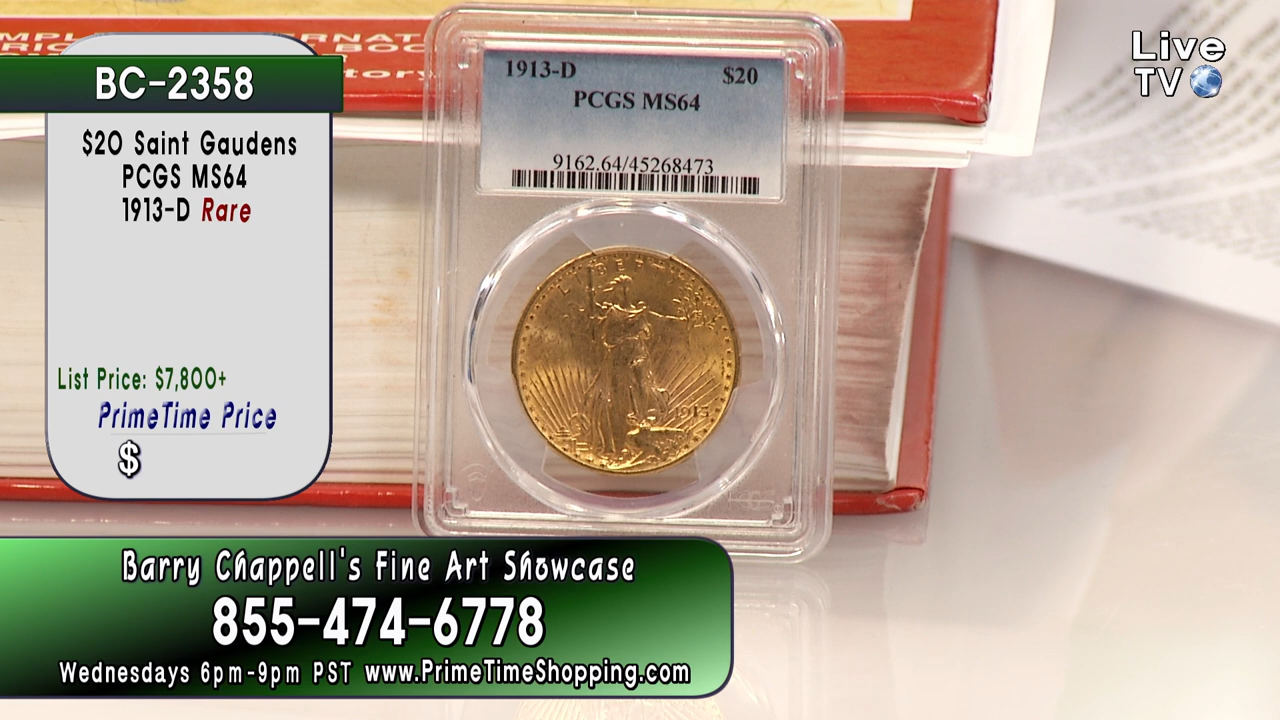 BC-2358
$20 Saint Gaudens
PCGS MS64
1913-D Rare
List Price: $7,800+
PrimeTime Price
$
1913-D $20
PCGS MS64
9162.64/45268473
Live
TV
Barry Chappell's Fine Art Showcase
855-474-6778
Wednesdays 6pm-9pm PST www.PrimeTimeShopping.com